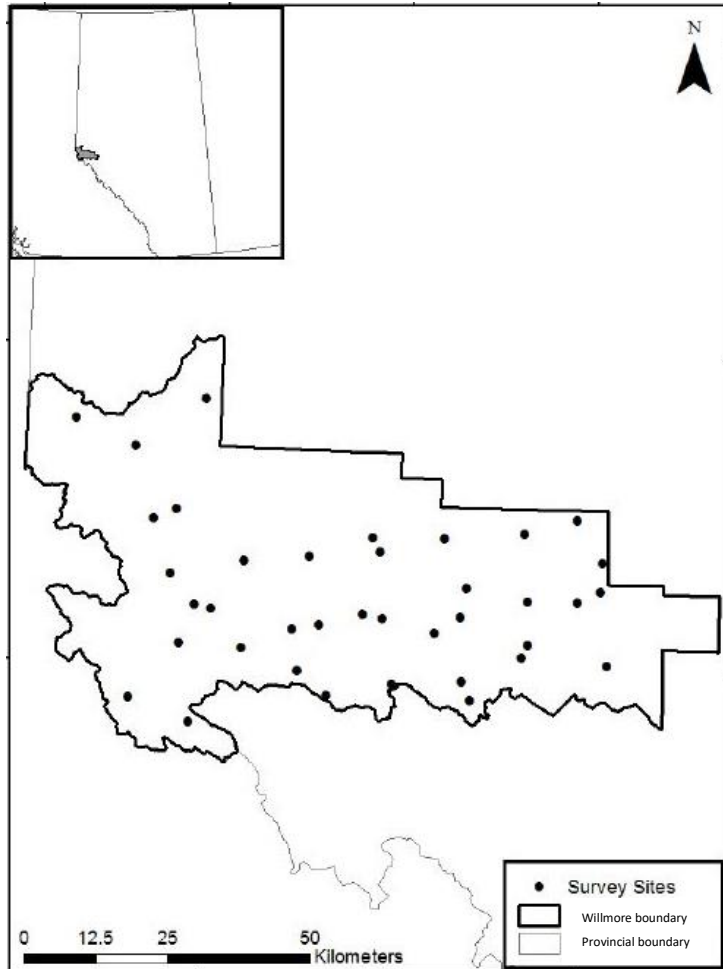 N
Survey Sites
Willmore boundary
Provincial boundary
0 12.5 25 50
Kilometers